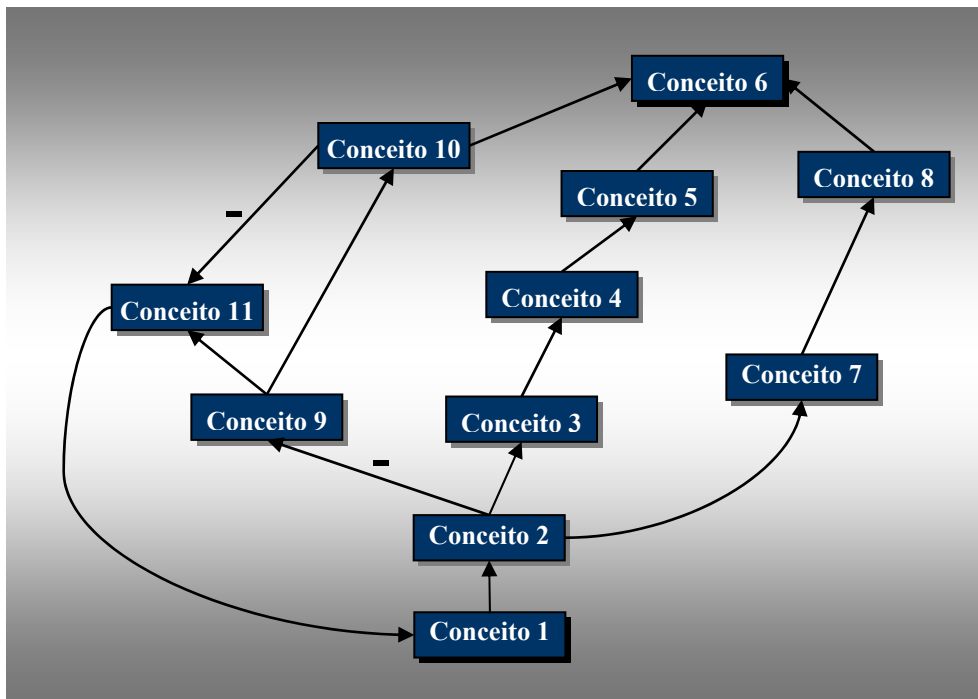 Conceito 6
Conceito 10
Conceito 5
Conceito 8
-
Conceito 4
Conceito 11
Conceito 7
Conceito 9
Conceito 3
-
Conceito 2
Conceito 1